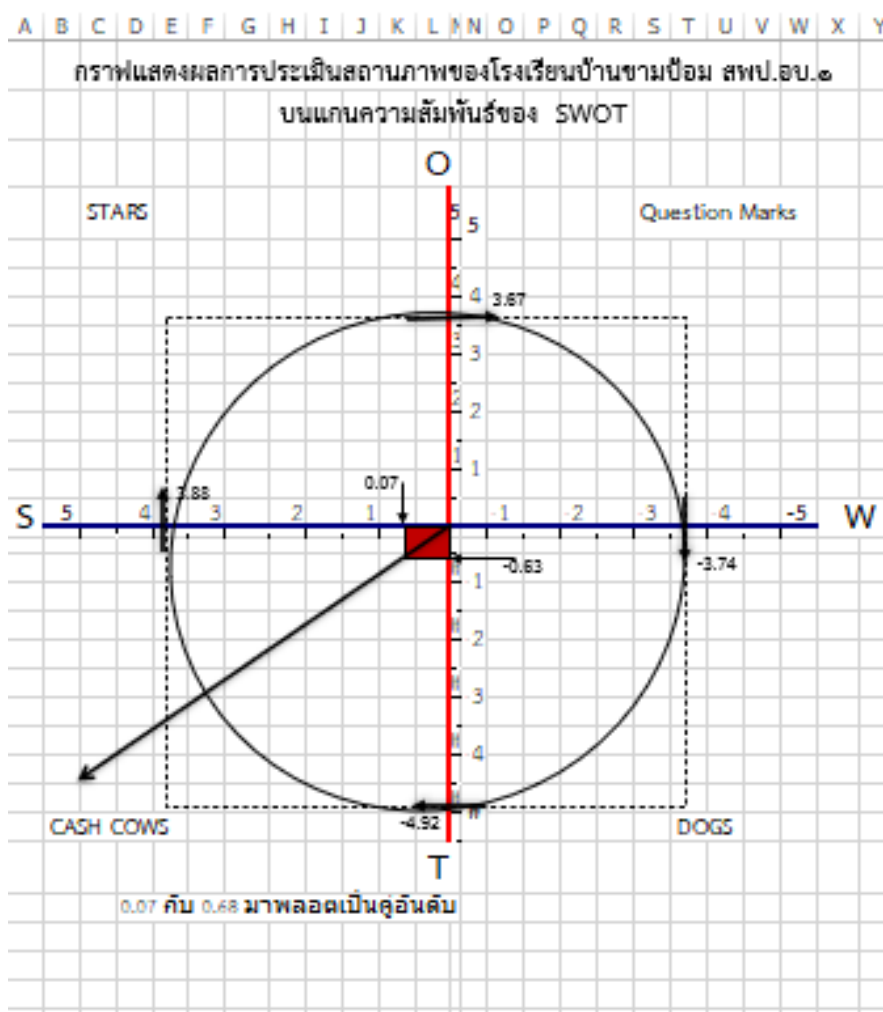 A B C D E F G H I J K L M N O P Q R S T U V W X Y
กราฟแสดงผลการประเมินสถานภาพของโรงเรียนบ้านขามป้อม สพป.อบ.๑
บนแกนความสัมพันธ์ของ SWOT
O
STARS
Question Marks
5 5
4 4 3.67
3 3
2 2
1 1
0.07
3.88
S 5 4 3 2 1 -1 -2 -3 -4 -5 W
-0.63 -3.74
1
2
3
4
-4.92
CASH COWS
DOGS
T
0.07 กับ 0.68 มาพลอตเป็นคู่อันดับ